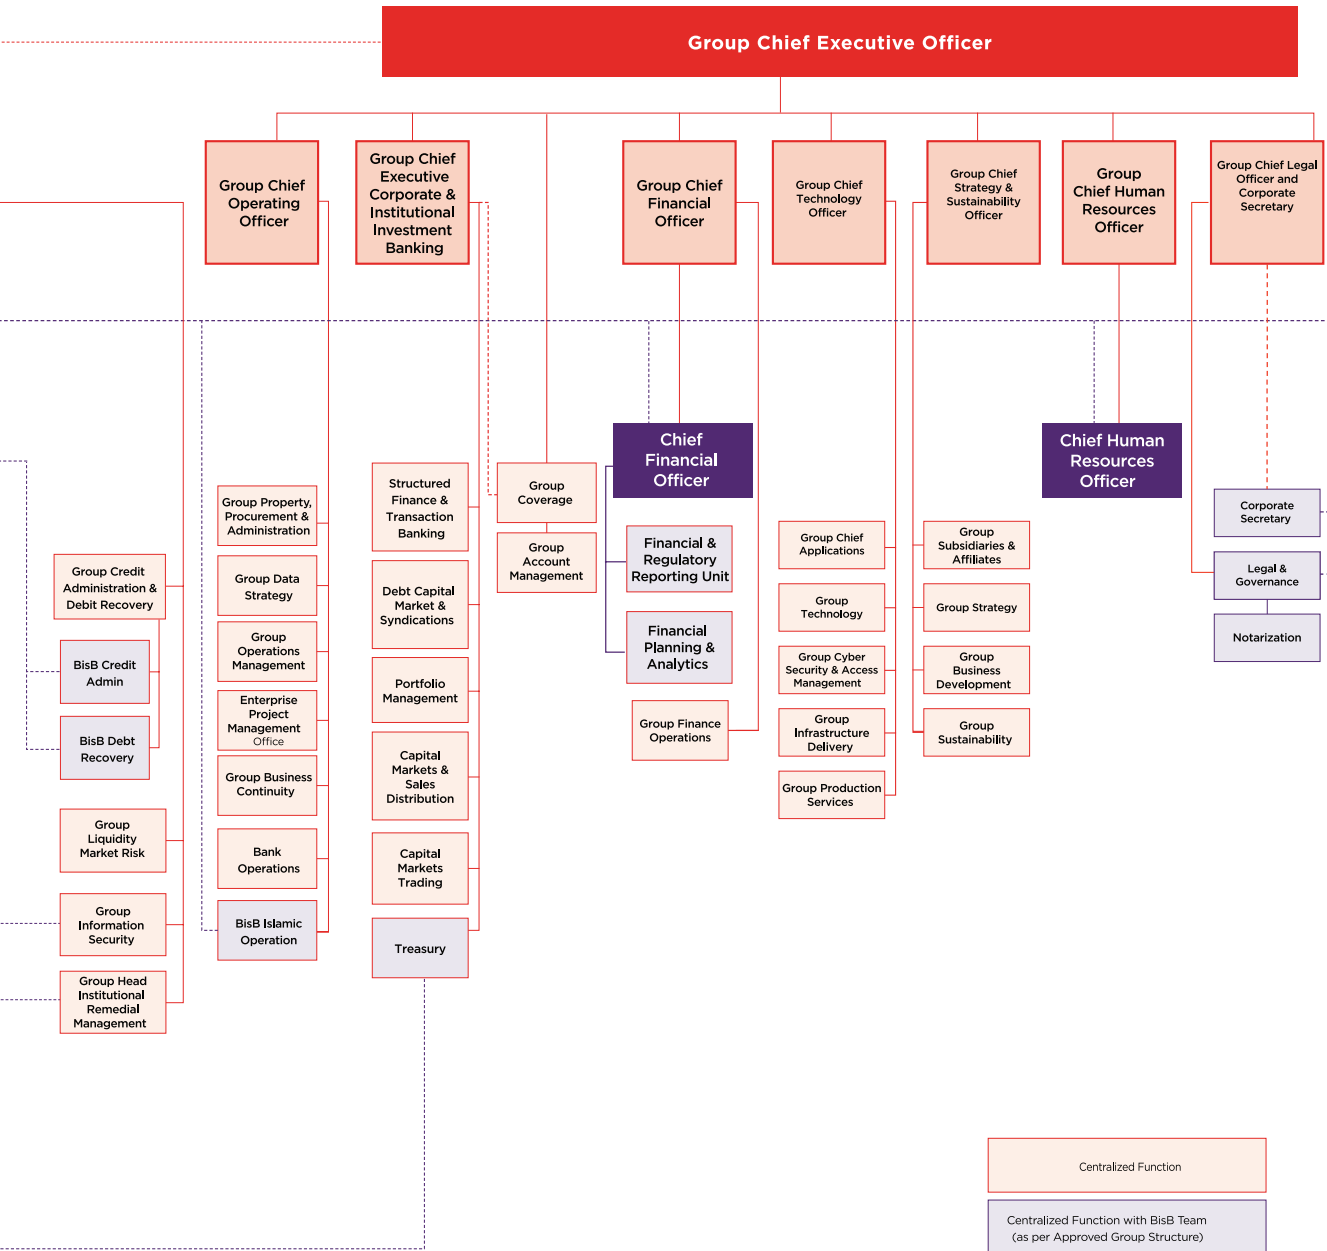 Group Chief Executive Officer
Group Chief
Operating
Officer
Group Chief
Executive
Corporate &
Institutional
Investment
Banking
Group Chief
Financial
Officer
Group Chief
Technology
Officer
Group Chief
Strategy &
Sustainability
Officer
Group
Chief Human
Resources
Officer
Group Chief Legal
Officer and
Corporate
Secretary
Chief
Financial
Officer
Chief Human
Resources
Officer
Group Credit
Administration &
Debit Recovery
BisB Credit
Admin
BisB Debt
Recovery
Group
Liquidity
Market Risk
Group
Information
Security
Group Head
Institutional
Remedial
Management
Group Property,
Procurement &
Administration
Group Data
Strategy
Group
Operations
Management
Enterprise
Project
Management
Office
Group Business
Continuity
Bank
Operations
BisB Islamic
Operation
Structured
Finance &
Transaction
Banking
Debt Capital
Market &
Syndications
Portfolio
Management
Capital
Markets &
Sales
Distribution
Capital
Markets
Trading
Treasury
Group
Coverage
Group
Account
Management
Financial &
Regulatory
Reporting Unit
Financial
Planning &
Analytics
Group Finance
Operations
Group Chief
Applications
Group
Technology
Group Cyber
Security & Access
Management
Group
Infrastructure
Delivery
Group Production
Services
Group
Subsidiaries &
Affiliates
Group Strategy
Group
Business
Development
Group
Sustainability
Corporate
Secretary
Legal &
Governance
Notarization
Centralized Function
Centralized Function with BisB Team
(as per Approved Group Structure)